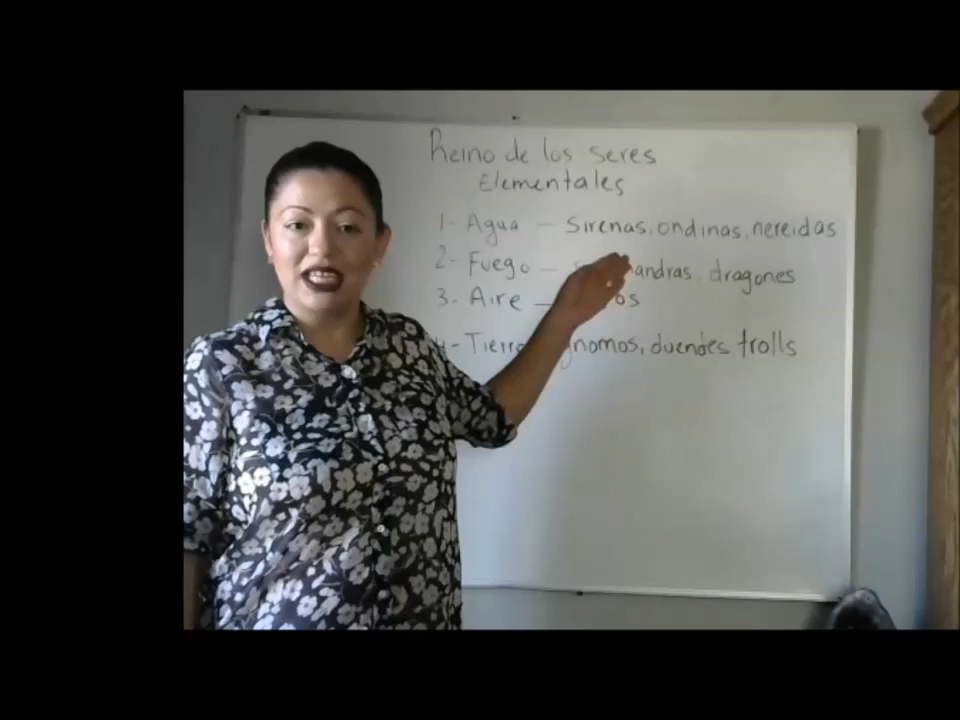 Reino de los seres
Elementales
1- Agua - Sirenas, ondinas, nereidas
2- Fuego - dragones
3- Aire -
4- Tierra gnomos, duendes trolls